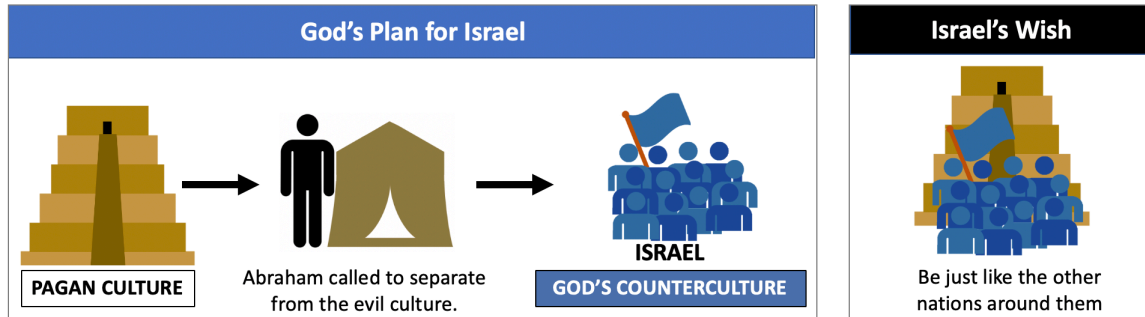 God’s Plan for Israel
PAGAN CULTURE
Abraham called to separate
from the evil culture.
ISRAEL
GOD’S COUNTERCULTURE
Israel’s Wish
Be just like the other
nations around them